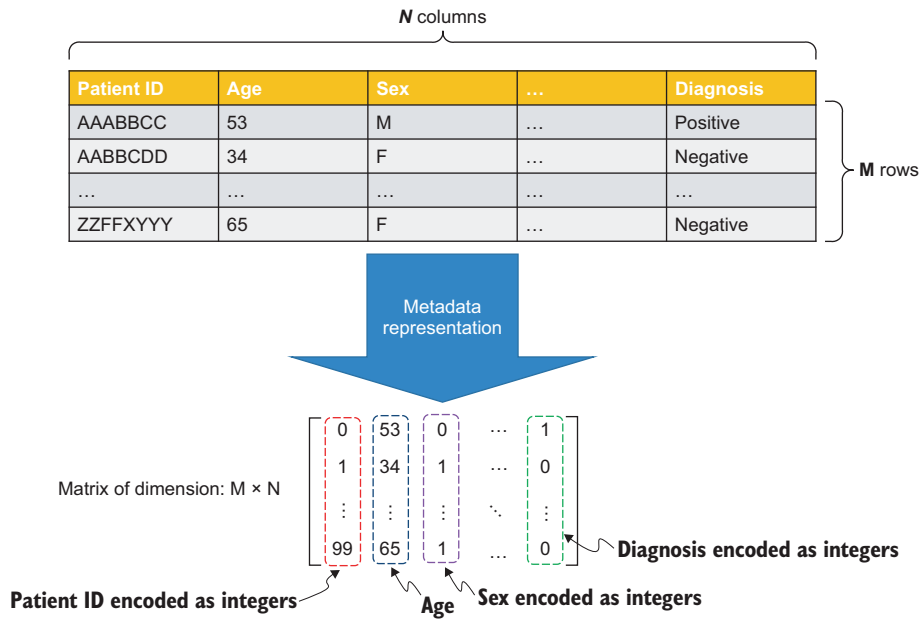 N columns
Patient ID Age Sex … Diagnosis
AAABBCC 53 M … Positive
AABBCDD 34 F … Negative
… … … … …
ZZFFXYYY 65 F … Negative
M rows
Metadata
representation
0 53 0 … 1
1 34 1 … 0
Matrix of dimension: M × N
⋮ ⋮ ⋮ ⋱ ⋮
99 65 1 … 0
Diagnosis encoded as integers
Patient ID encoded as integers
Age
Sex encoded as integers